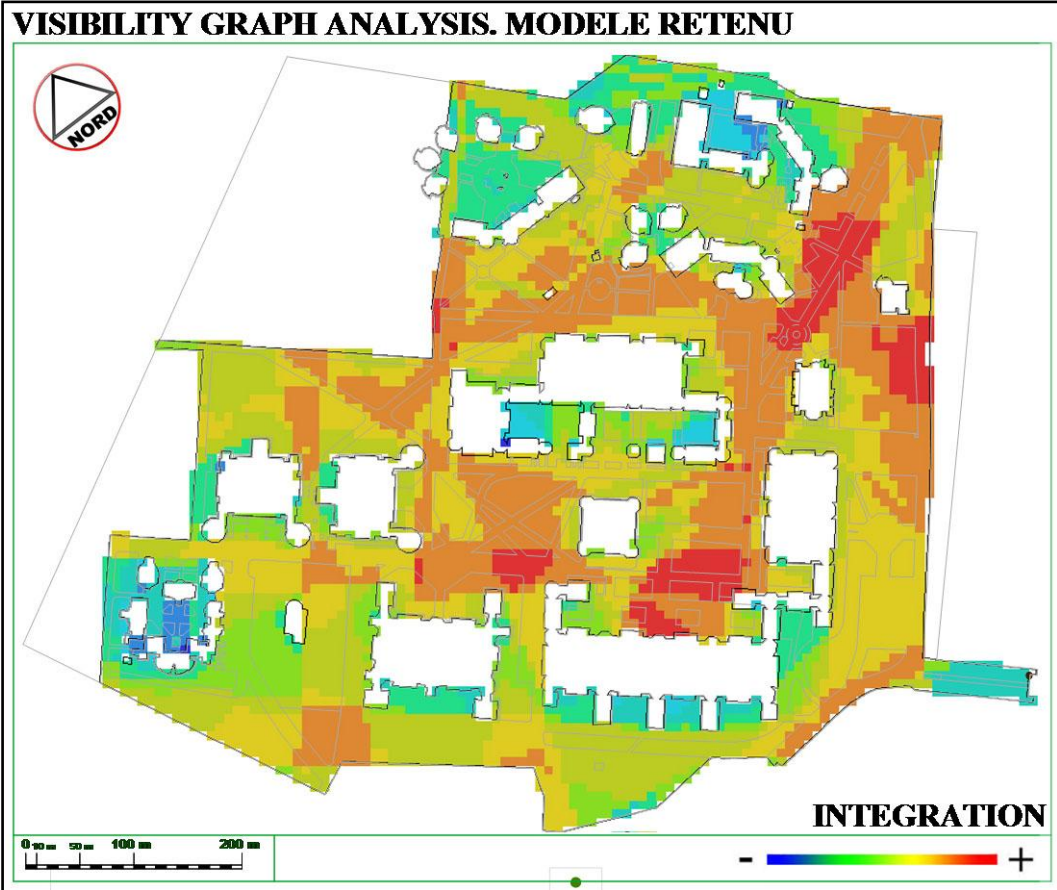 VISIBILITY GRAPH ANALYSIS. MODELE RETENU
NORD
INTEGRATION
0 10 m 50 m 100 m 200 m
- +